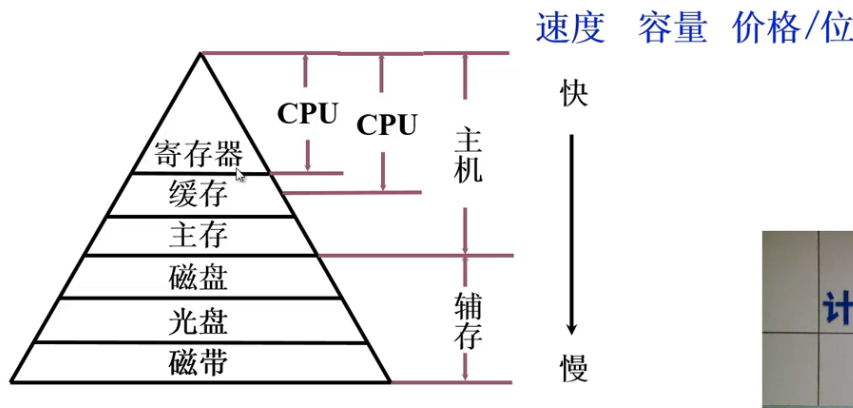 速度 容量 价格/位
快
CPU
CPU
主机
寄存器
缓存
主存
磁盘
光盘
辅存
磁带
慢
计